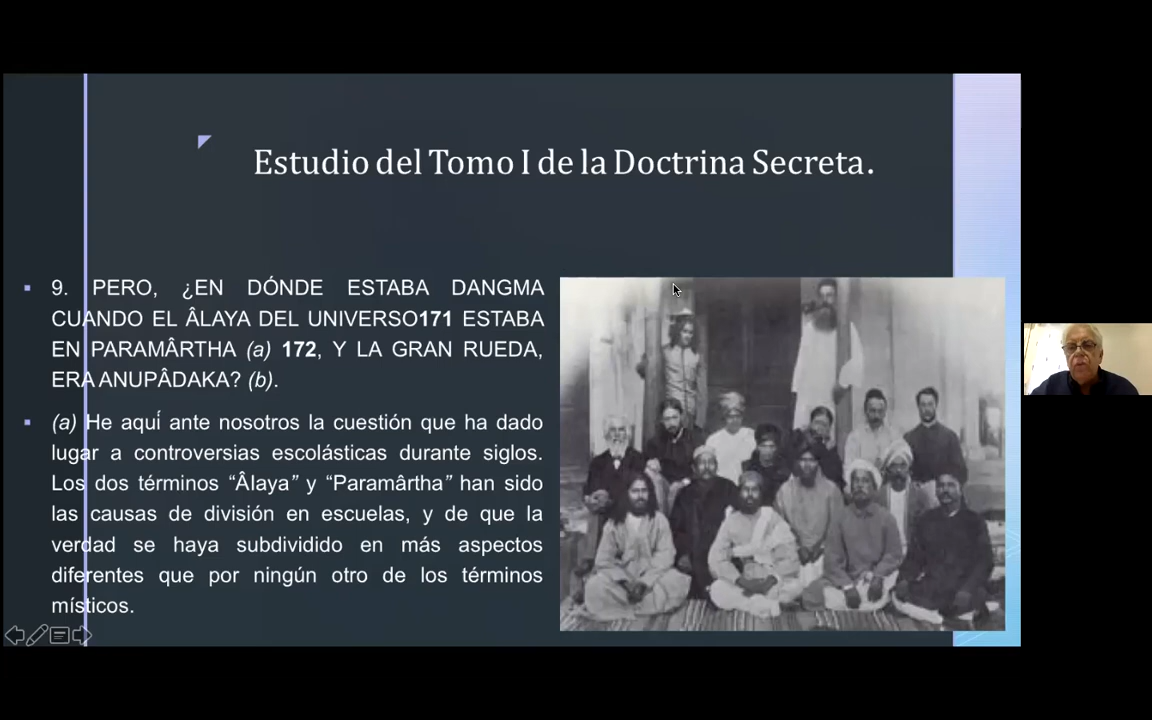 Estudio del Tomo I de la Doctrina Secreta.
▪ 9. PERO, ¿EN DÓNDE ESTABA DANGMA
CUANDO EL ÂLAYA DEL UNIVERSO171 ESTABA
EN PARAMÂRTHA (a) 172, Y LA GRAN RUEDA,
ERA ANUPÂDAKA? (b).
▪ (a) He aquí ante nosotros la cuestión que ha dado
lugar a controversias escolásticas durante siglos.
Los dos términos “Âlaya” y “Paramârtha” han sido
las causas de división en escuelas, y de que la
verdad se haya subdividido en más aspectos
diferentes que por ningún otro de los términos
místicos.